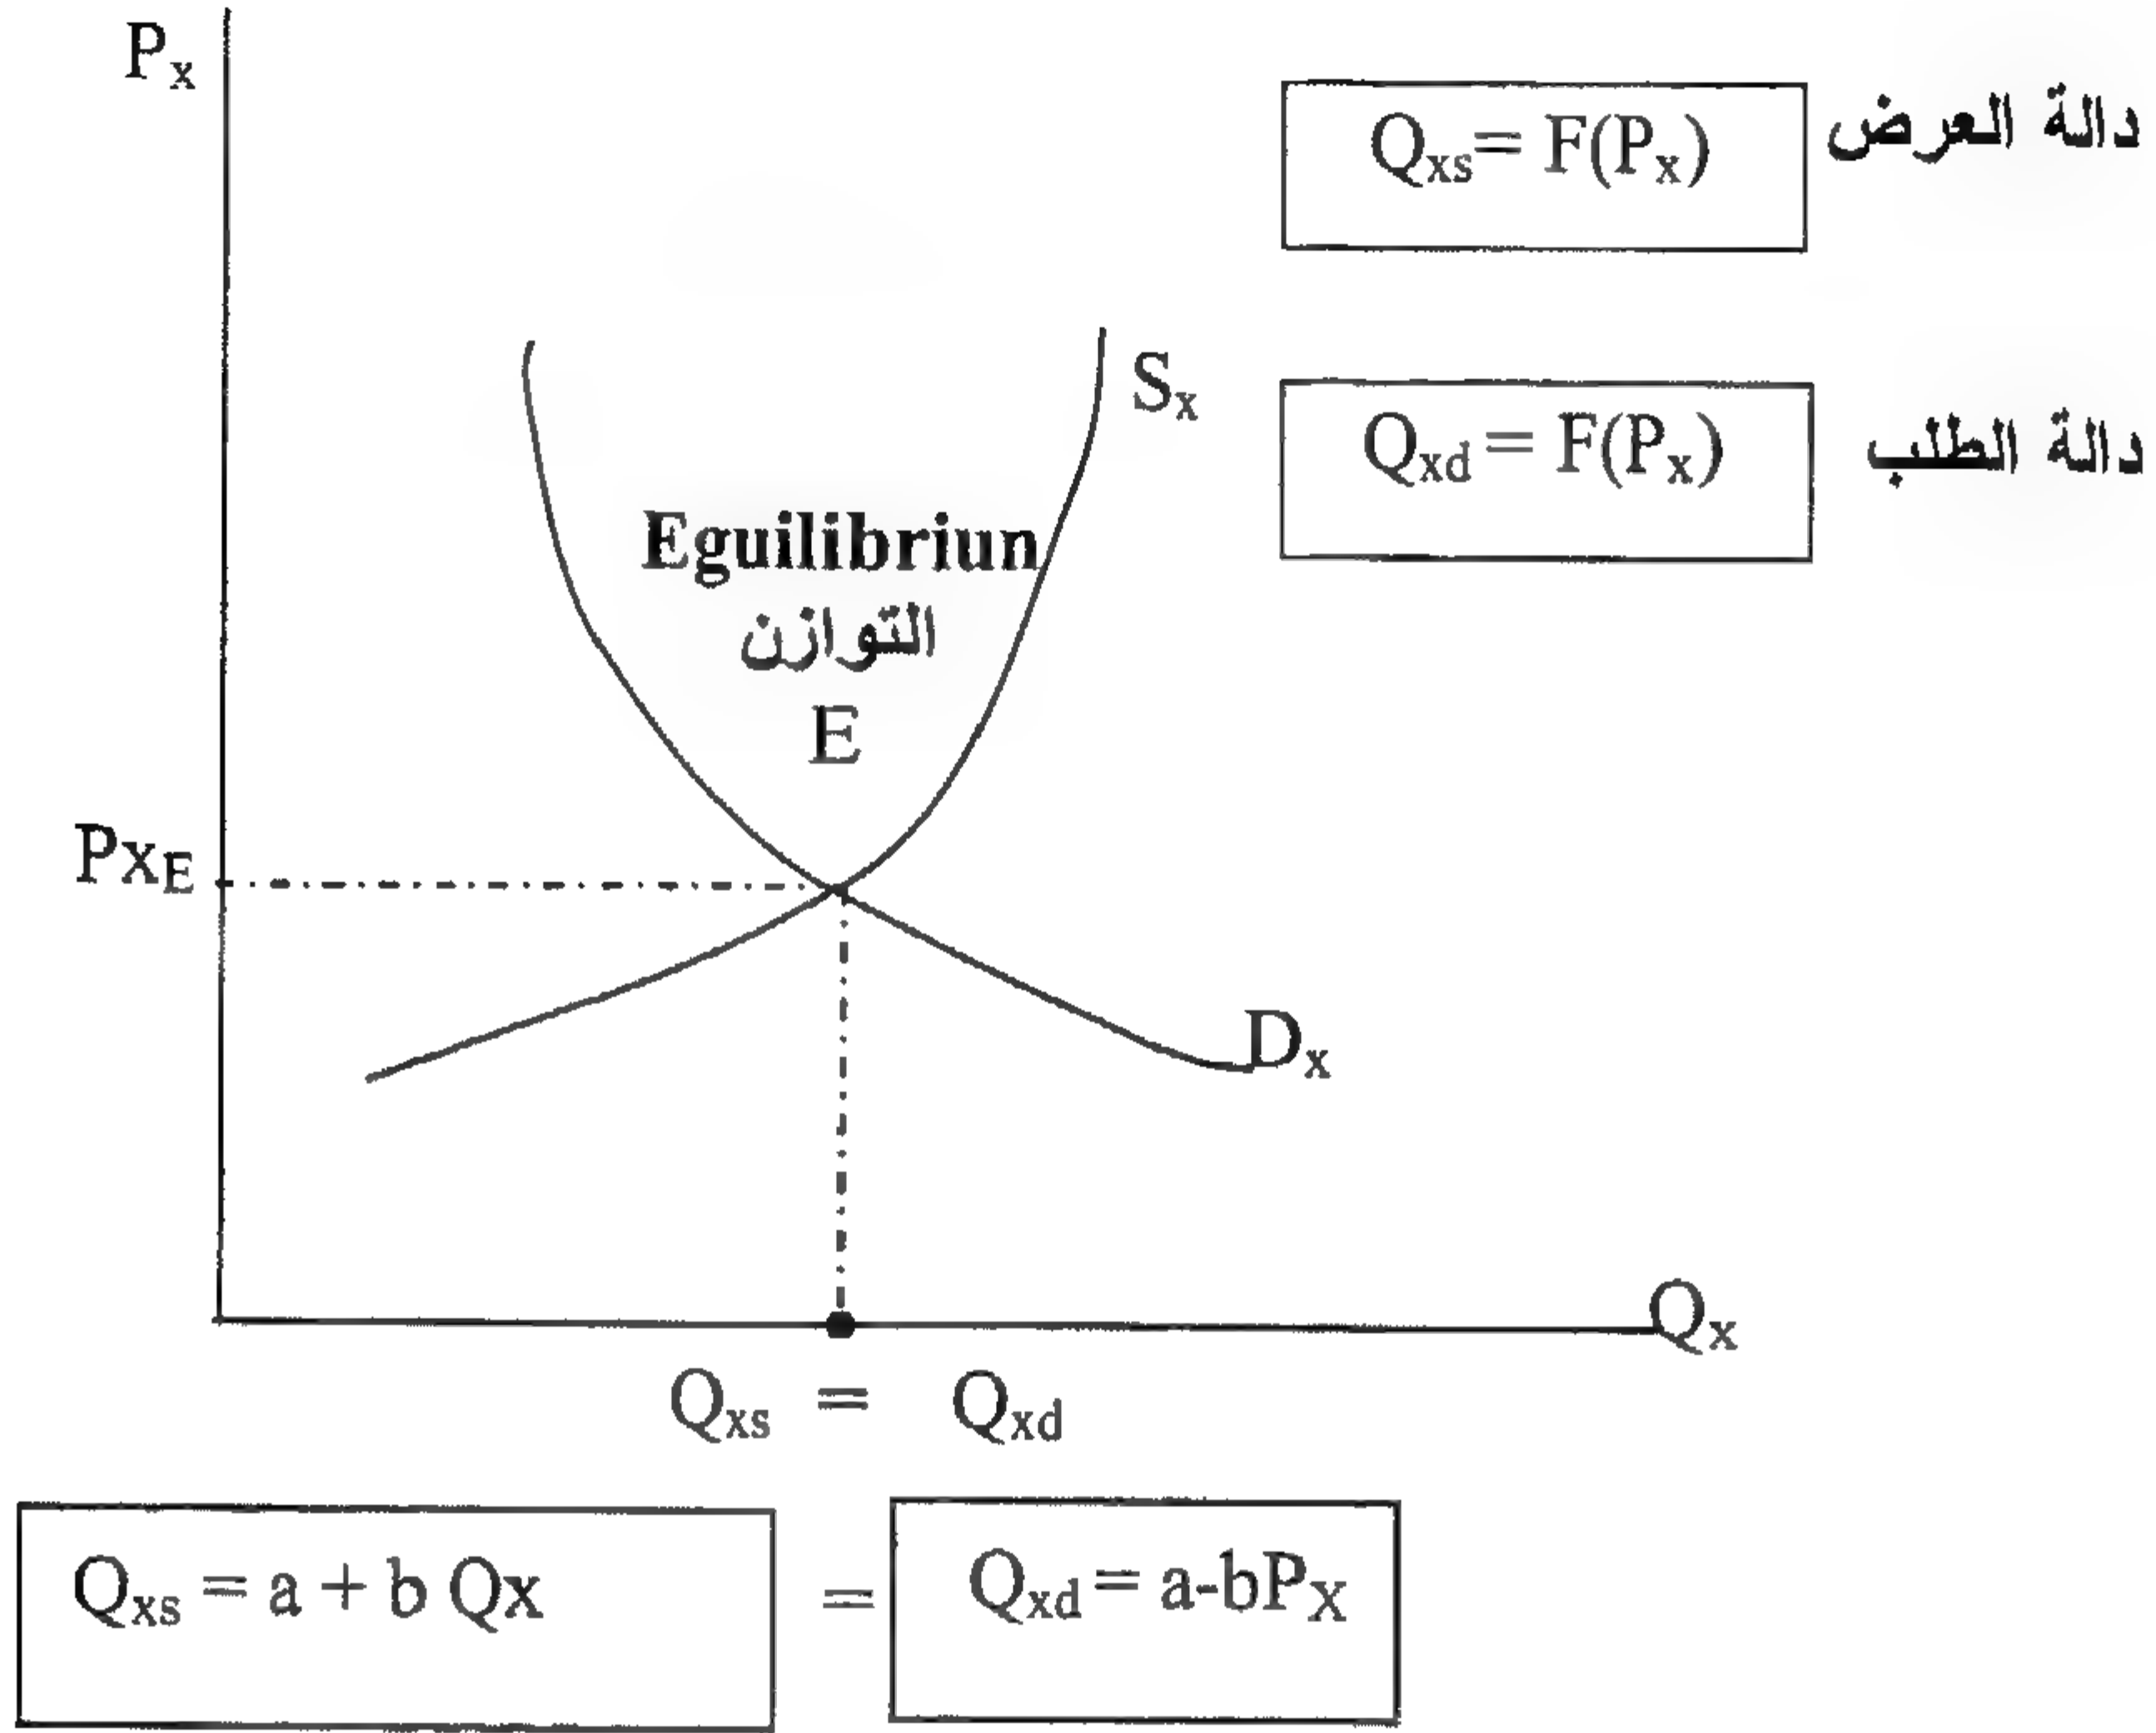 Px
Qxs= F(Px) دالة العرض
Sx
Qxd = F(Px) دالة الطلب
Eguilibriun
التوازن
E
PxE
Dx
Qx
Qxs = Qxd
Qxs = a + b Qx = Qxd = a-bPx